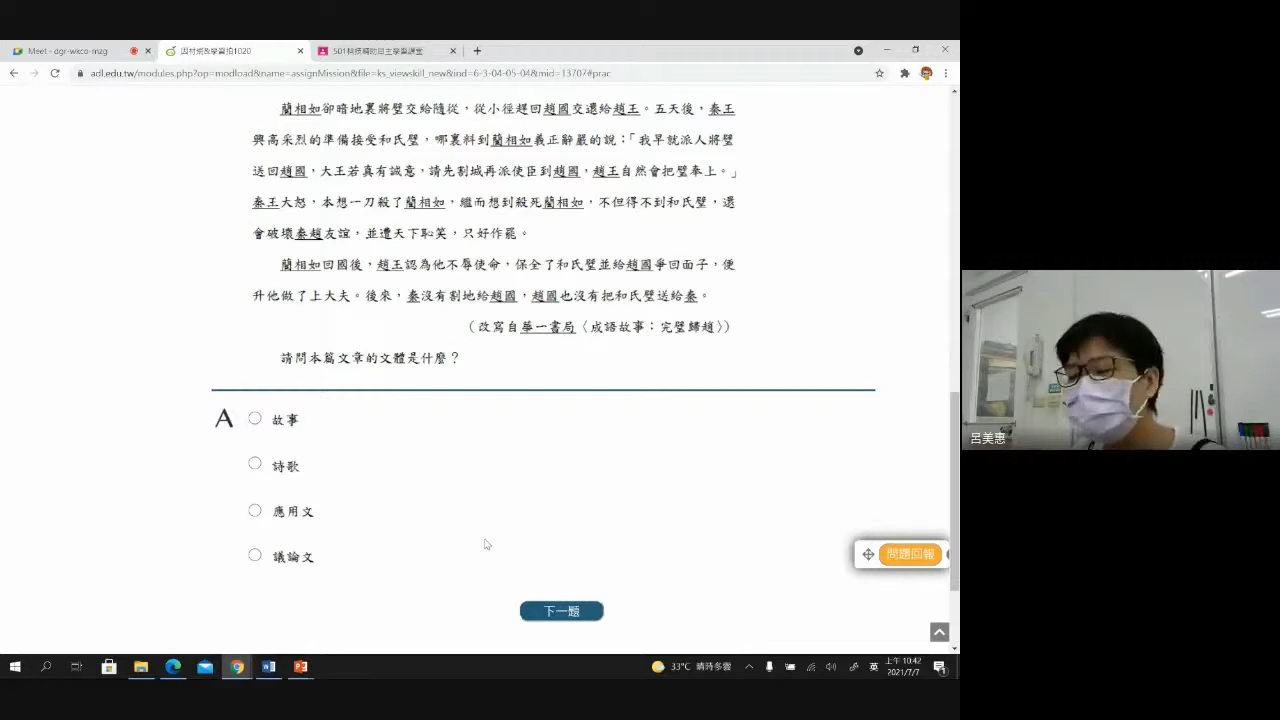 Meet - dgr-wkco-mzg
因材網&學習拍1020
501科技輔助自主學習課堂
adl.edu.tw/modules.php?op=modload&name=assignMission&file=ks_viewskill_new&ind=6-3-04-05-04&mid=13707#prac
藺相如卻暗地裏將璧交給隨從，從小徑趕回趙國交還給趙王。五天後，秦王
興高采烈的準備接受和氏璧，哪裏料到藺相如義正辭嚴的說：「我早就派人將璧
送回趙國，大王若真有誠意，請先割城再派使臣到趙國，趙王自然會把璧奉上。」
秦王大怒，本想一刀殺了藺相如，繼而想到殺死藺相如，不但得不到和氏璧，還
會破壞秦趙友誼，並遭天下恥笑，只好作罷。
藺相如回國後，趙王認為他不辱使命，保全了和氏璧並給趙國爭回面子，便
升他做了上大夫。後來，秦沒有割地給趙國，趙國也沒有把和氏璧送給秦。
（改寫自華一書局〈成語故事：完璧歸趙〉）
請問本篇文章的文體是什麼？
A
故事
詩歌
應用文
議論文
問題回報
下一題
呂美惠
33°C 晴時多雲
英
上午 10:42
2021/7/7